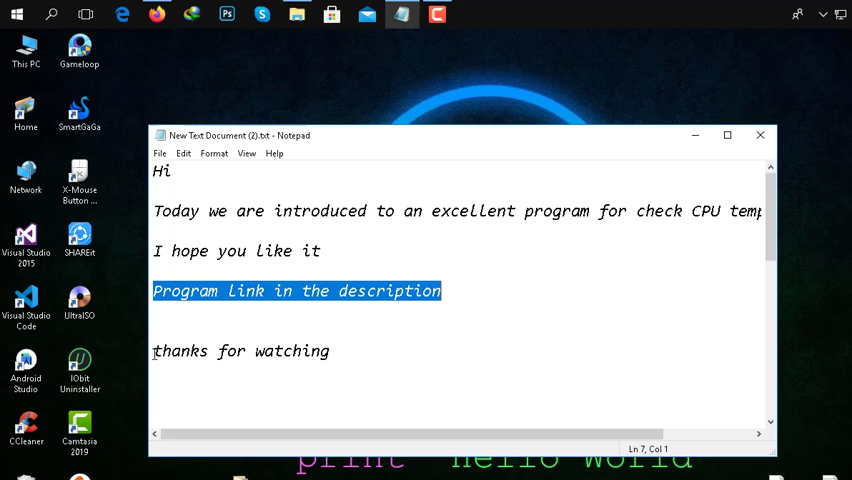 This PC
Gameloop
Home
SmartGaGa
Network
X-Mouse
Button ...
Visual Studio
2015
SHAREit
Visual Studio
Code
UltraISO
Android
Studio
IObit
Uninstaller
CCleaner
Camtasia
2019
Ps
New Text Document (2).txt - Notepad
File Edit Format View Help
Hi
Today we are introduced to an excellent program for check CPU temp
I hope you like it
Program link in the description
thanks for watching
Ln 7, Col 1
print "Hello World